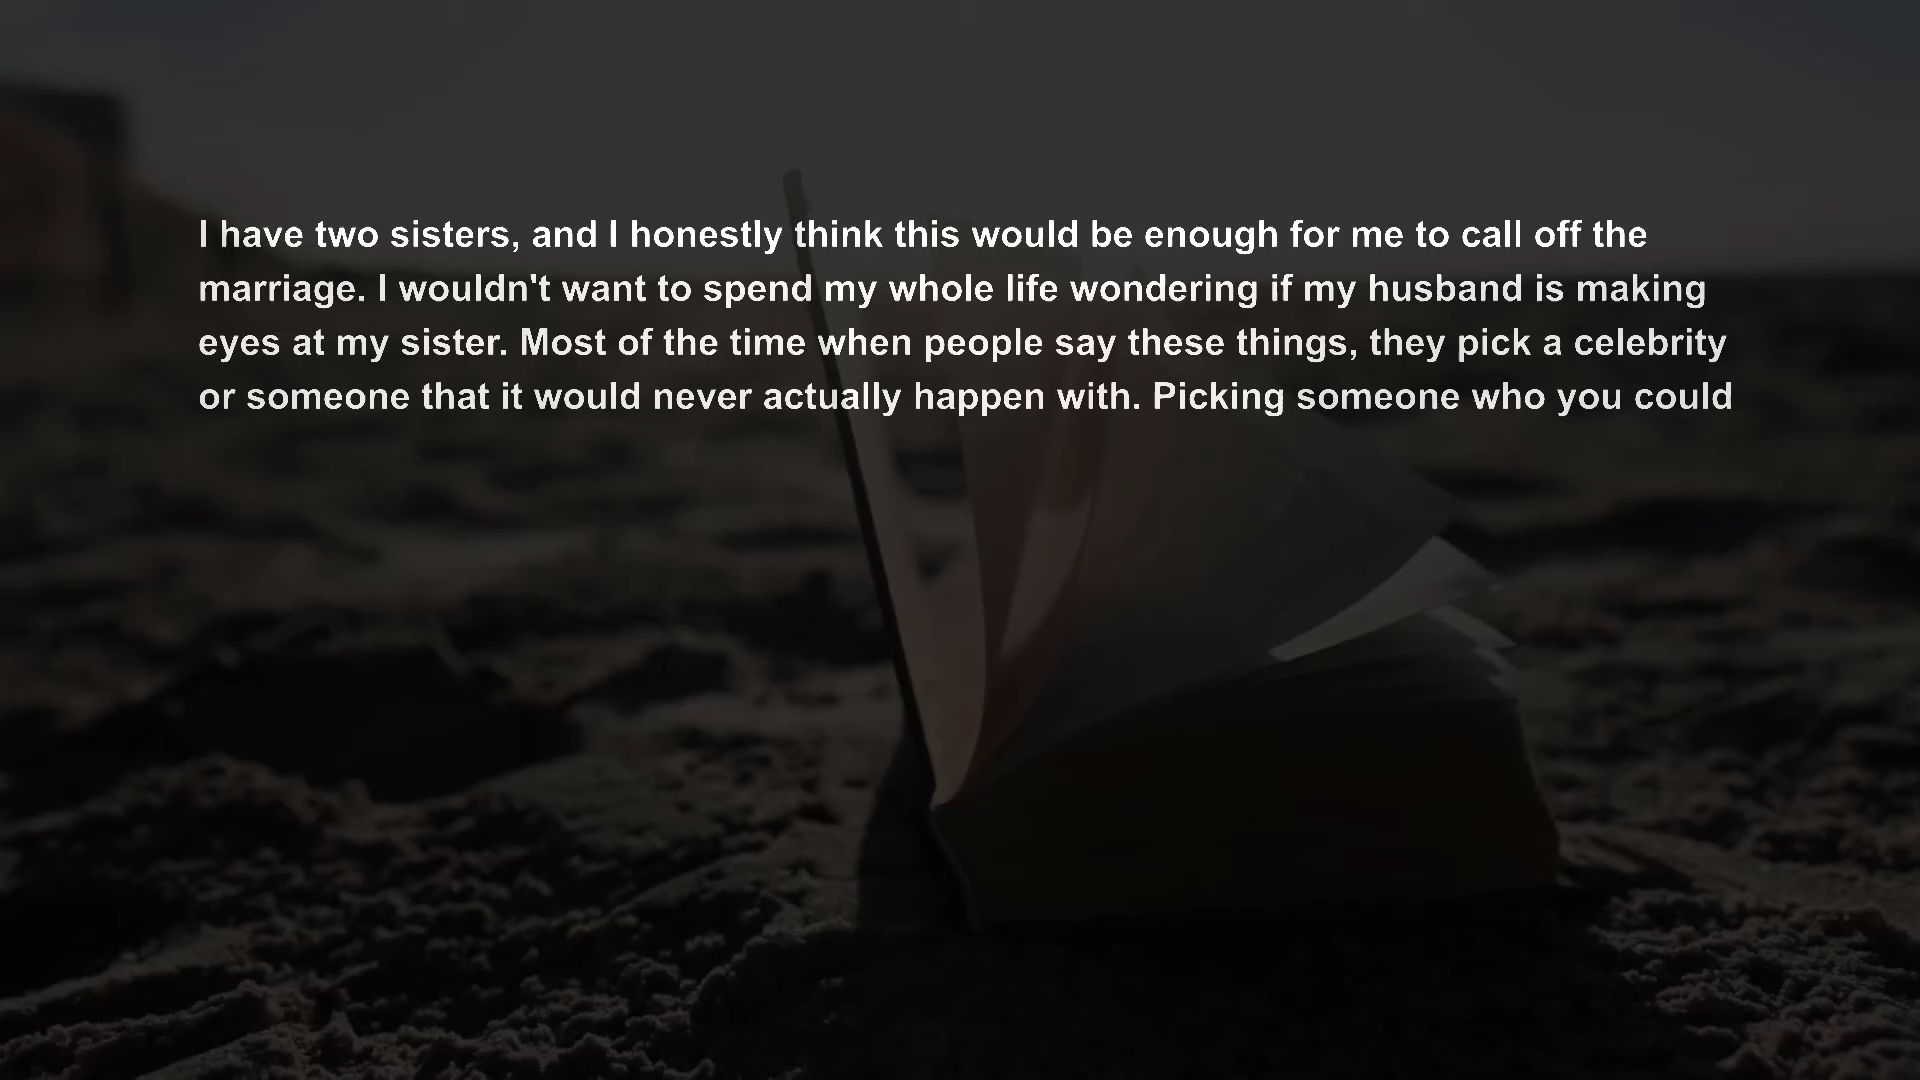 I have two sisters, and I honestly think this would be enough for me to call off the
marriage. I wouldn't want to spend my whole life wondering if my husband is making
eyes at my sister. Most of the time when people say these things, they pick a celebrity
or someone that it would never actually happen with. Picking someone who you could